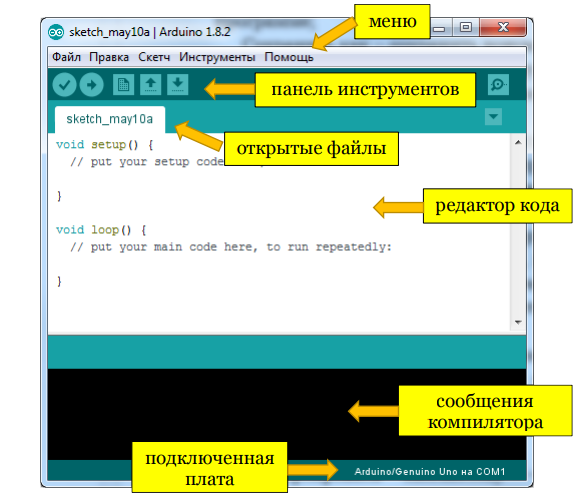 меню
sketch_may10a | Arduino 1.8.2
Файл Правка Скетч Инструменты Помощь
панель инструментов
sketch_may10a
открытые файлы
void setup() {
// put your setup code
}
редактор кода
void loop() {
// put your main code here, to run repeatedly:
}
сообщения
компилятора
подключенная
плата
Arduino/Genuino Uno на COM1